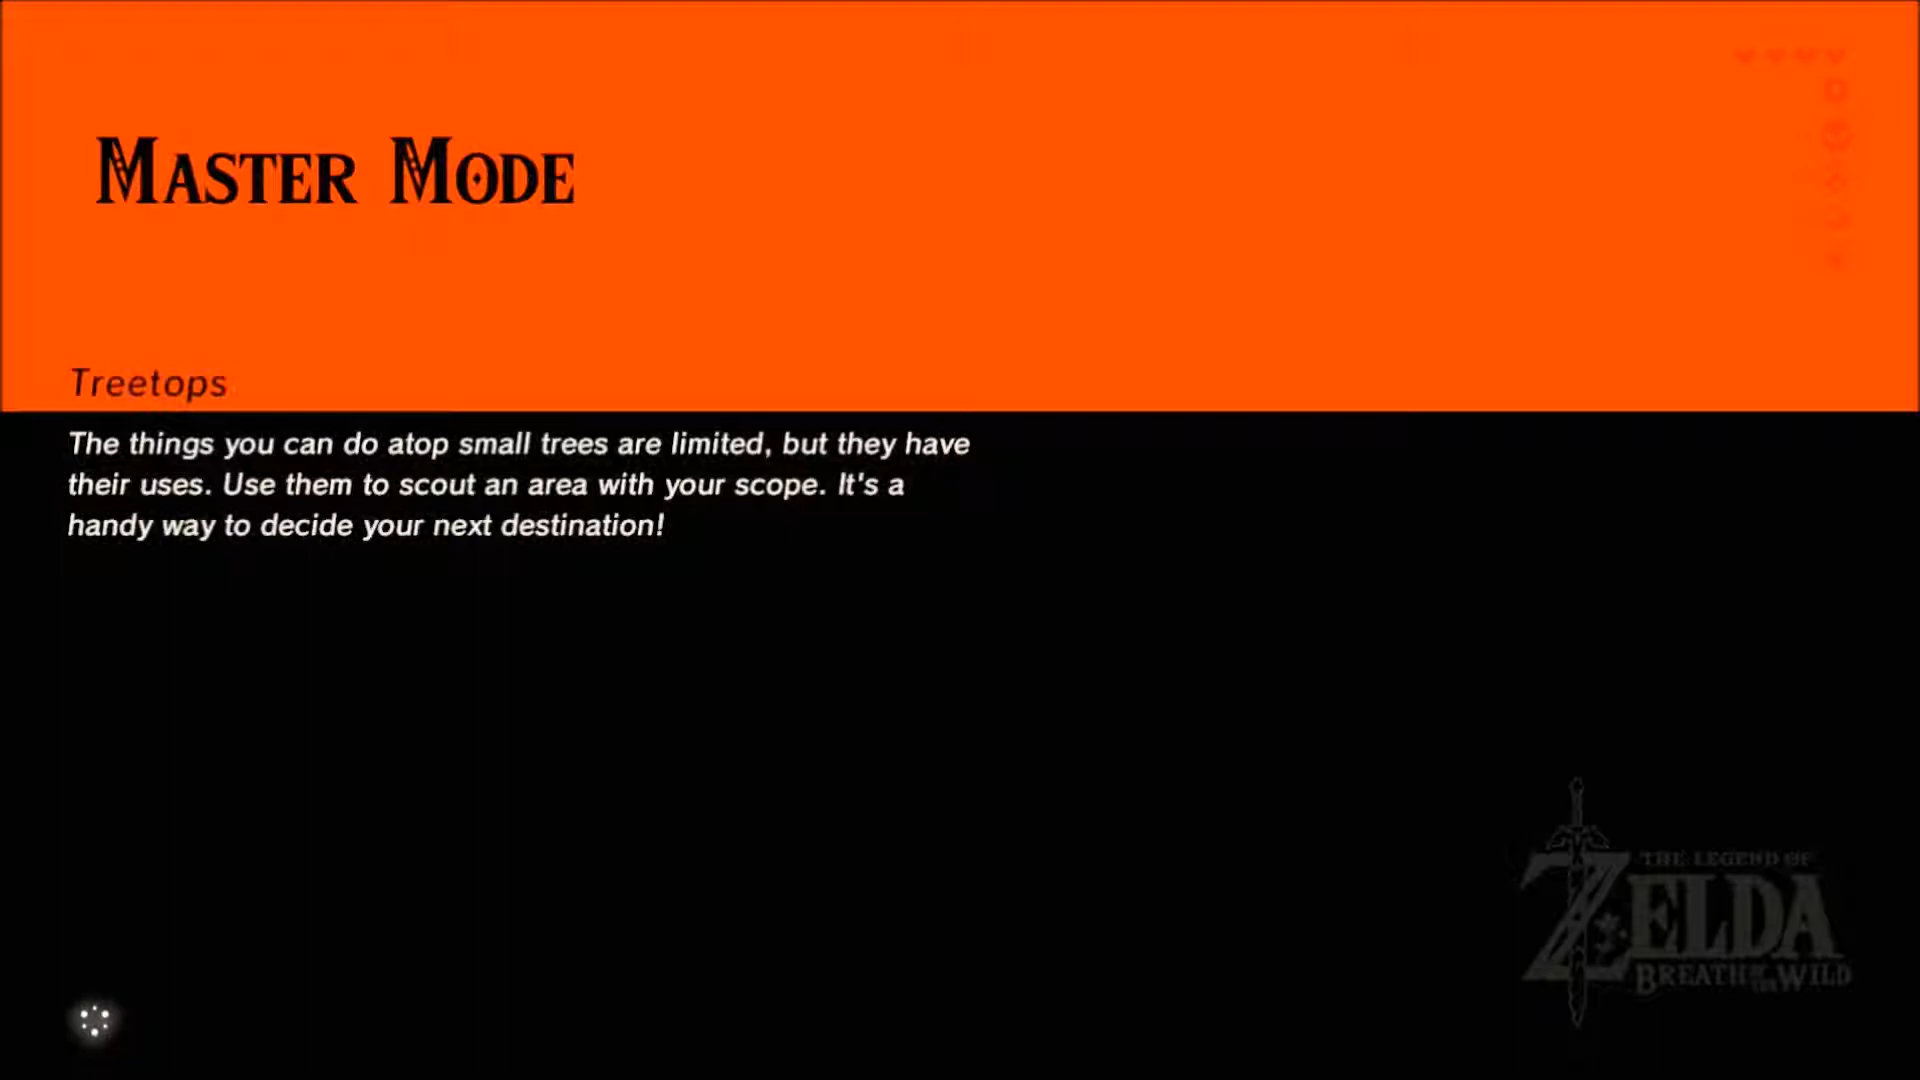 MASTER MODE
Treetops
The things you can do atop small trees are limited, but they have
their uses. Use them to scout an area with your scope. It's a
handy way to decide your next destination!
THE LEGEND OF
ZELDA
BREATH OF THE WILD